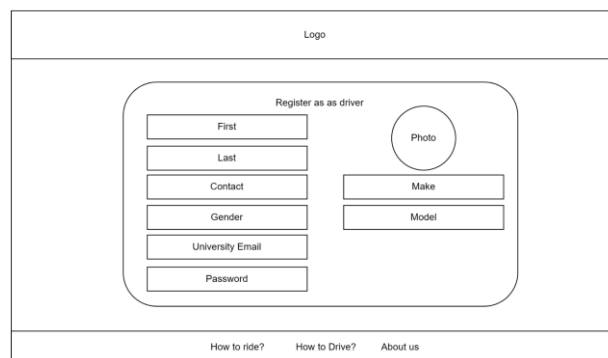 Logo
Register as as driver
First
Last
Contact
Gender
University Email
Password
Photo
Make
Model
How to ride? How to Drive? About us